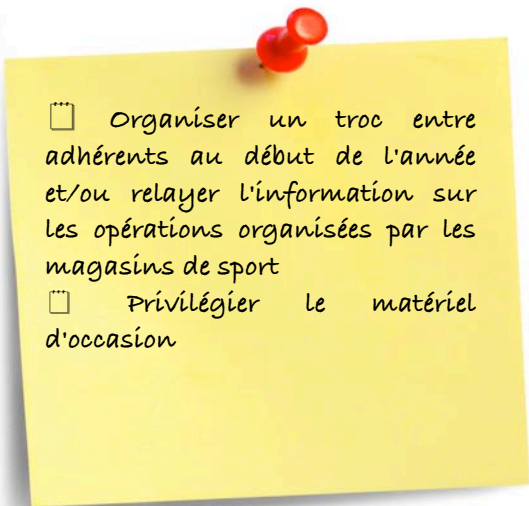 Organiser un troc entre
adhérents au début de l'année
et/ou relayer l'information sur
les opérations organisées par les
magasins de sport
Privilégier le matériel
d'occasion